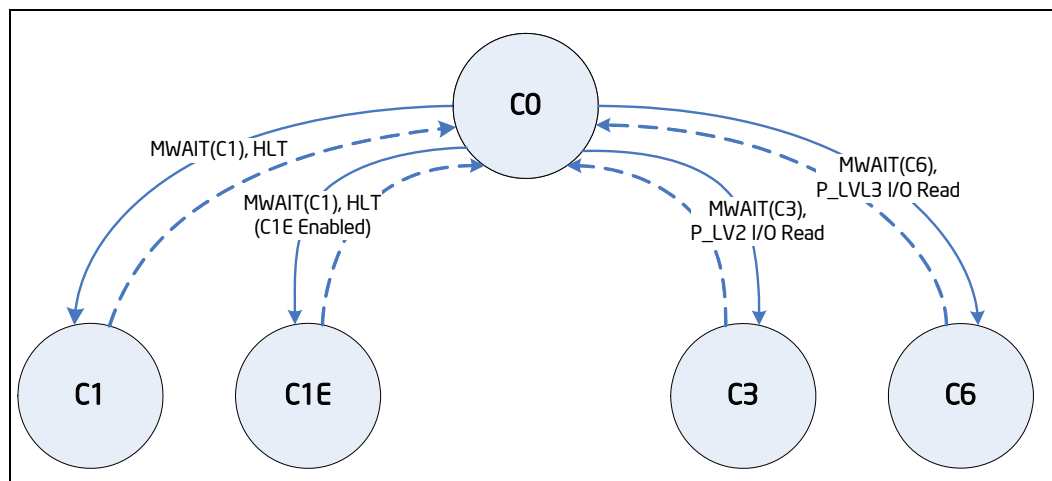 C0
MWAIT(C1), HLT
MWAIT(C1), HLT
(C1E Enabled)
MWAIT(C3),
P_LV2 I/O Read
MWAIT(C6),
P_LVL3 I/O Read
C1
C1E
C3
C6